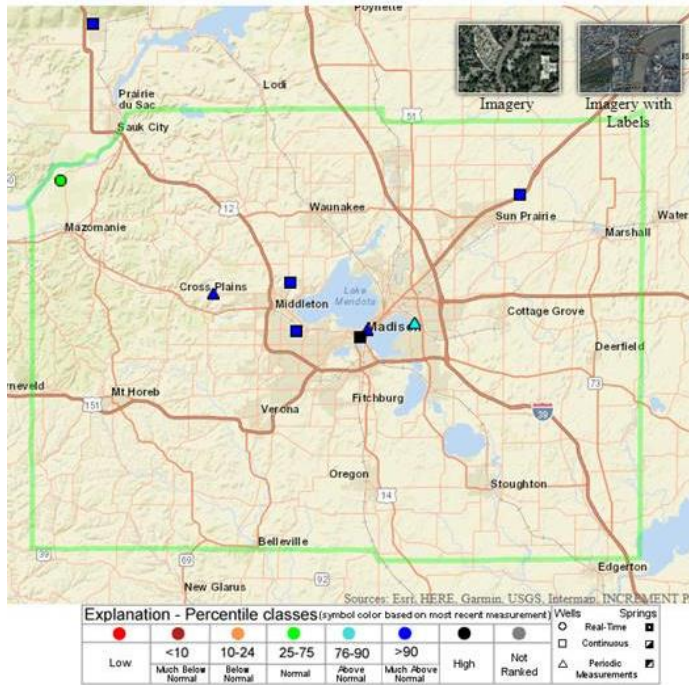 Poynette
Lodi
Prairie
du Sac
Sauk City
51
Imagery
Imagery with
Labels
12
Waunakee
Sun Prairie
Mazomanie
Marshall
Cross Plains
Lake
Mendota
Middleton
Madison
Cottage Grove
Deerfield
Mt Horeb
151
Verona
Fitchburg
73
39
Oregon
14
Stoughton
Belleville
39
69
Edgerton
92
New Glarus
Sources: Esri, HERE, Garmin, USGS, Intermap, INCREMENT P
Explanation - Percentile classes (symbol color based on most recent measurement)
Low
<10
Much Below
Normal
10-24
Below
Normal
25-75
Normal
76-90
Above
Normal
>90
Much Above
Normal
High
Not
Ranked
Wells Springs
Real-Time
Continuous
Periodic
Measurements